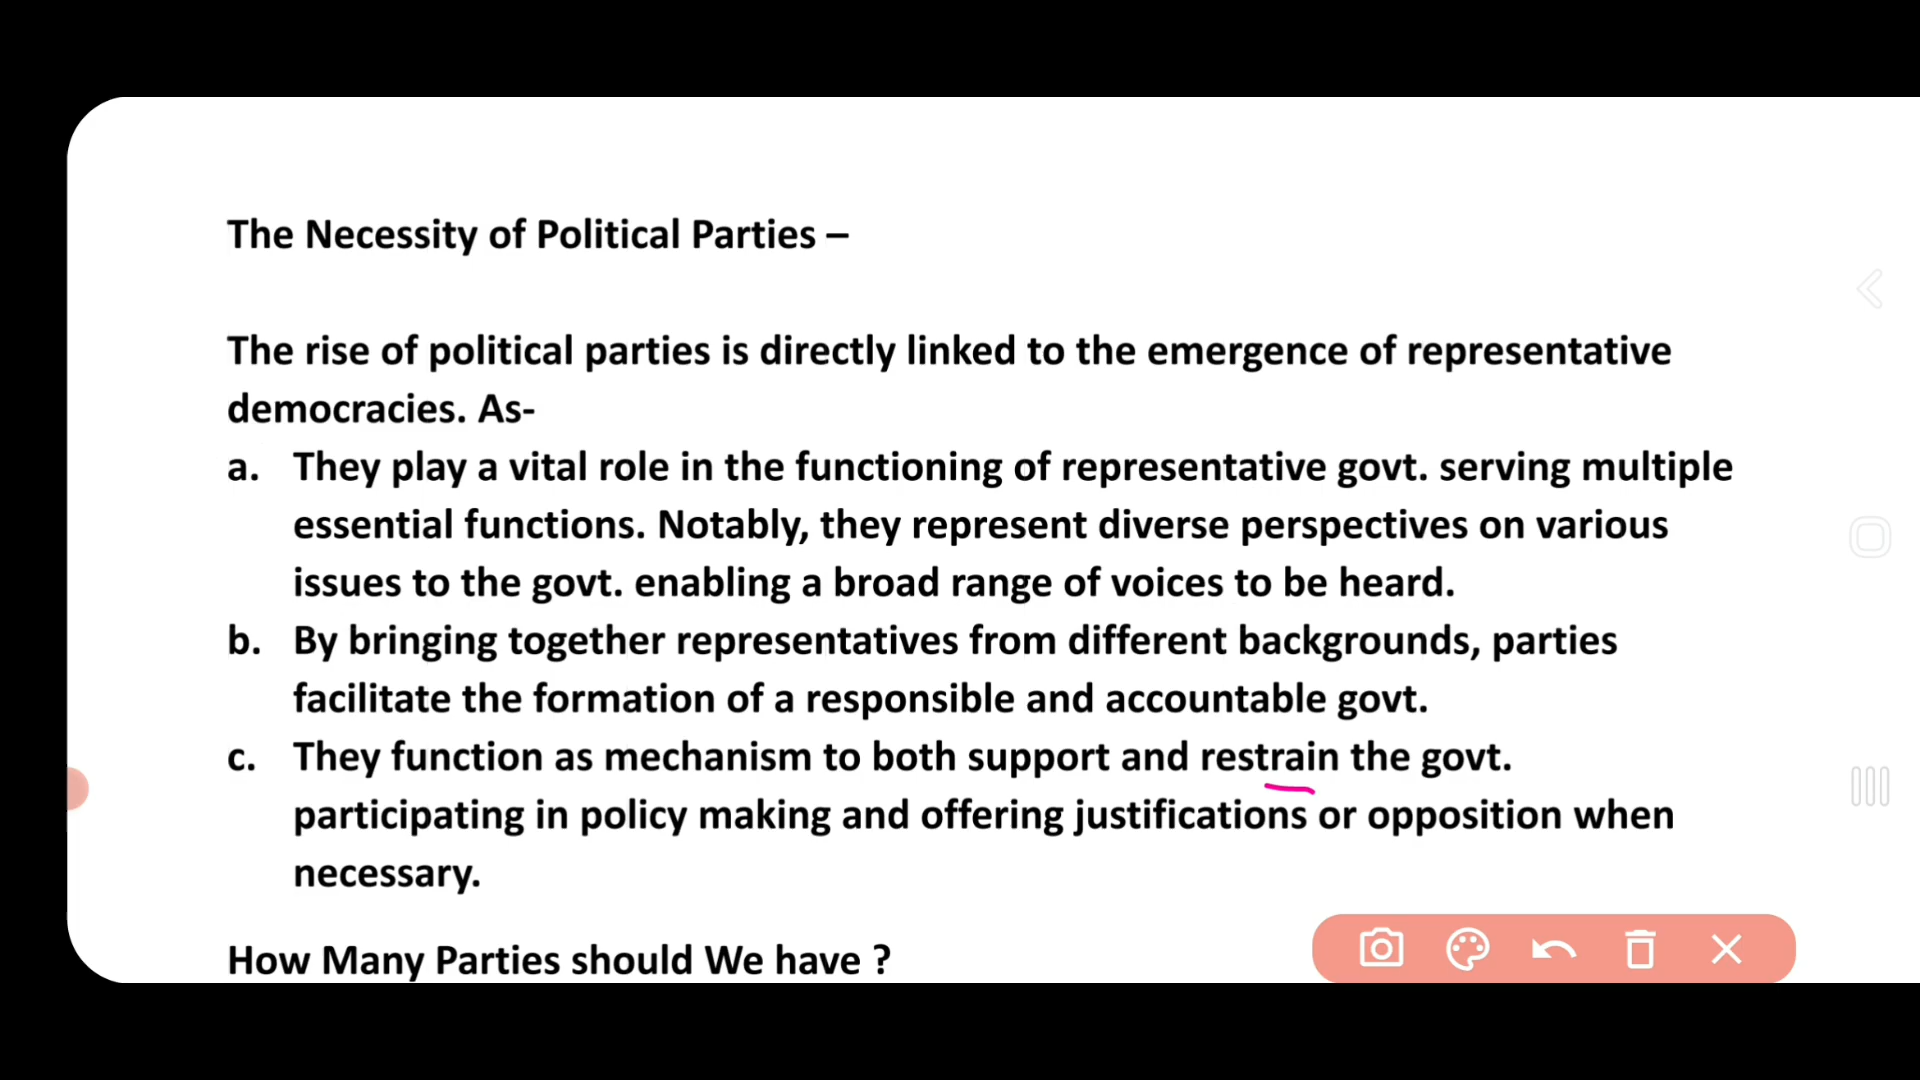 The Necessity of Political Parties –
The rise of political parties is directly linked to the emergence of representative
democracies. As-
a. They play a vital role in the functioning of representative govt. serving multiple
essential functions. Notably, they represent diverse perspectives on various
issues to the govt. enabling a broad range of voices to be heard.
b. By bringing together representatives from different backgrounds, parties
facilitate the formation of a responsible and accountable govt.
c. They function as mechanism to both support and restrain the govt.
participating in policy making and offering justifications or opposition when
necessary.
How Many Parties should We have ?